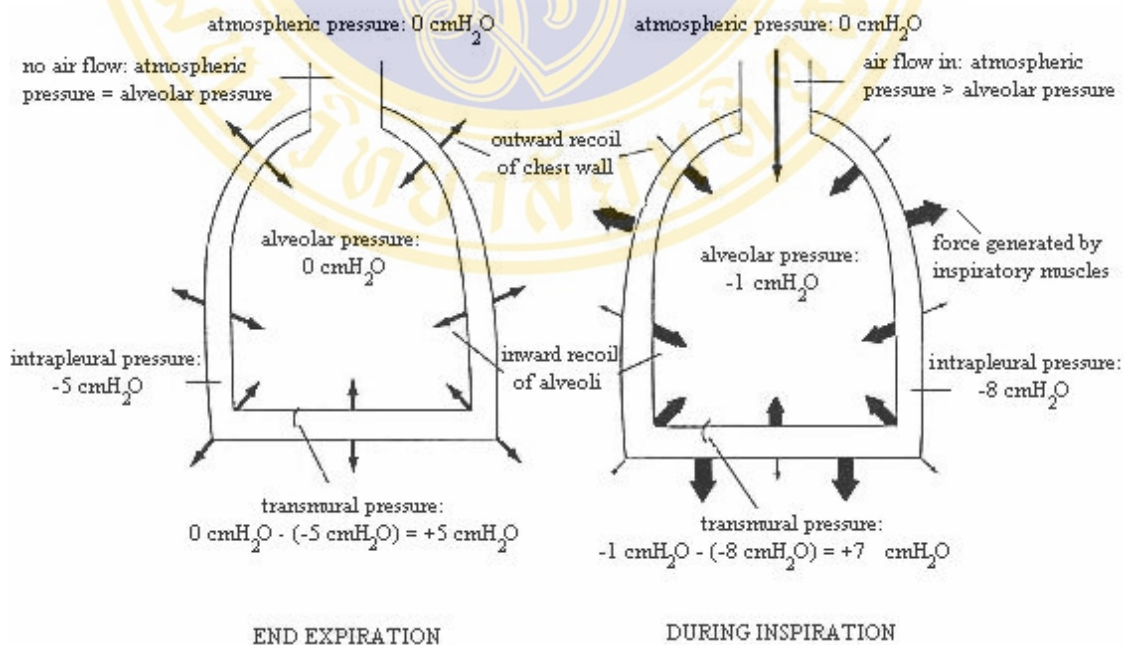 atmospheric pressure: 0 cmH₂O
no air flow: atmospheric
pressure = alveolar pressure
alveolar pressure:
0 cmH₂O
intrapleural pressure:
-5 cmH₂O
transmural pressure:
0 cmH₂O - (-5 cmH₂O) = +5 cmH₂O
END EXPIRATION
outward recoil
of chest wall
inward recoil
of alveoli
atmospheric pressure: 0 cmH₂O
air flow in: atmospheric
pressure > alveolar pressure
alveolar pressure:
-1 cmH₂O
force generated by
inspiratory muscles
intrapleural pressure:
-8 cmH₂O
transmural pressure:
-1 cmH₂O - (-8 cmH₂O) = +7 cmH₂O
DURING INSPIRATION